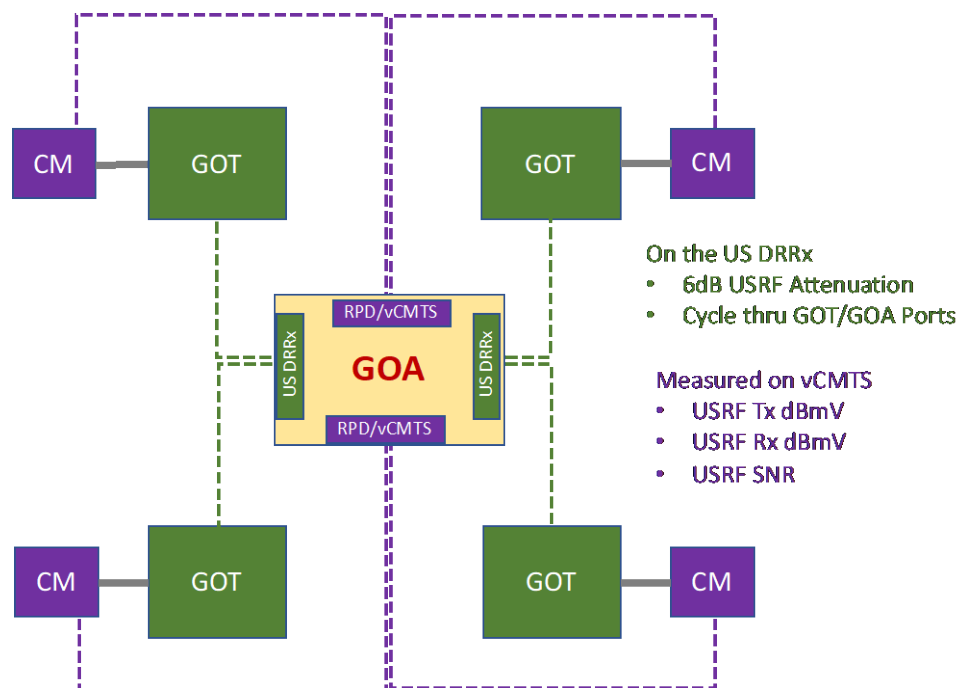 CM
GOT
GOT
CM
On the US DRRx
• 6dB USRF Attenuation
• Cycle thru GOT/GOA Ports
RPD/vCMTS
US DRRx
GOA
US DRRx
RPD/vCMTS
Measured on vCMTS
• USRF Tx dBmV
• USRF Rx dBmV
• USRF SNR
CM
GOT
GOT
CM